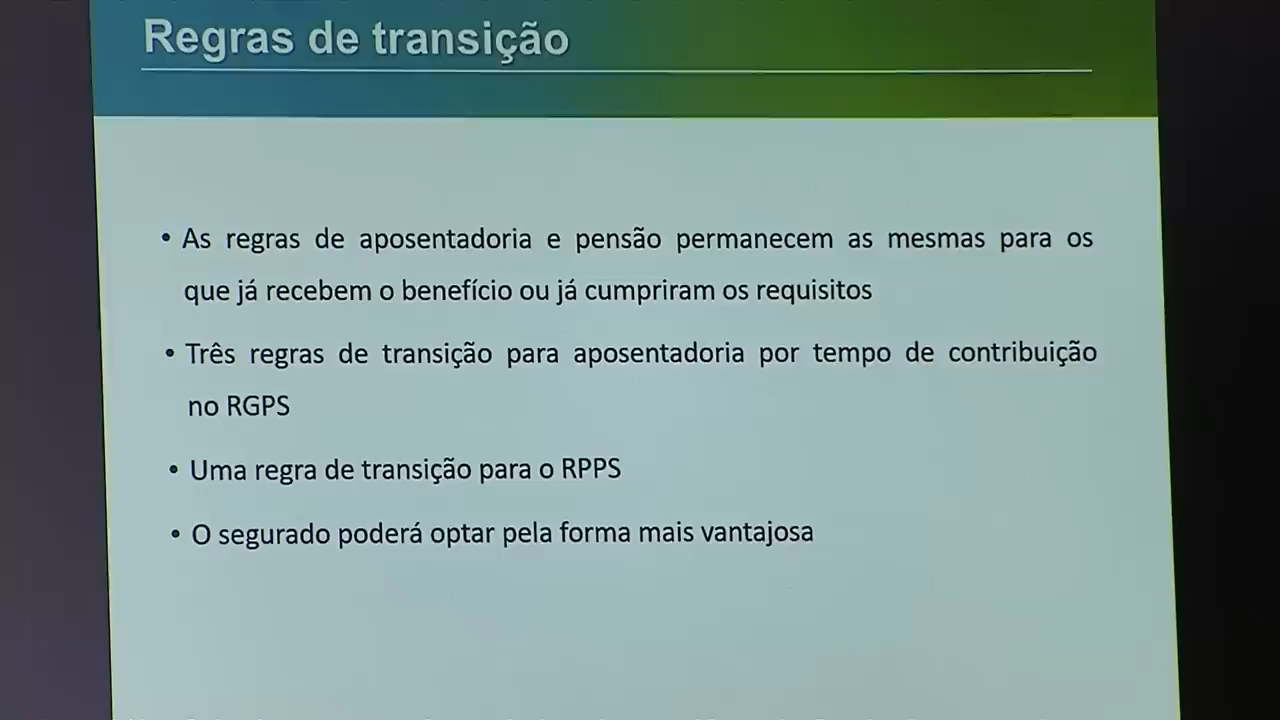 Regras de transição
• As regras de aposentadoria e pensão permanecem as mesmas para os
que já recebem o benefício ou já cumpriram os requisitos
• Três regras de transição para aposentadoria por tempo de contribuição
no RGPS
• Uma regra de transição para o RPPS
• O segurado poderá optar pela forma mais vantajosa